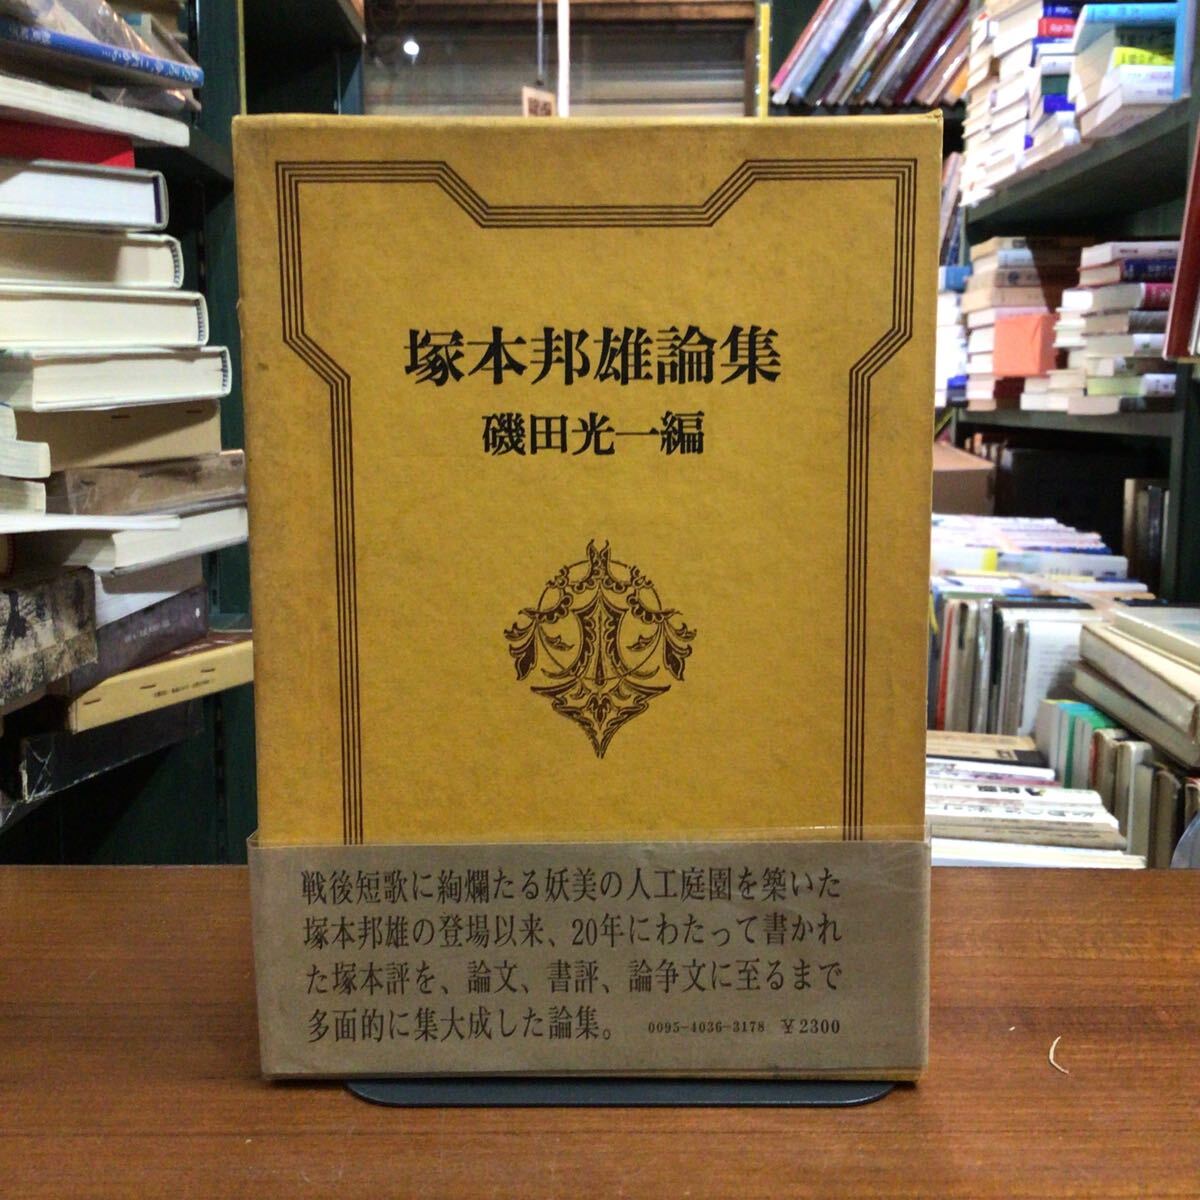 塚本邦雄論集
磯田光一編
戦後短歌に絢爛たる妖美の人工庭園を築いた
塚本邦雄の登場以来、20年にわたって書かれ
た塚本評を、論文、書評、論争文に至るまで
多面的に集大成した論集。 0095-4036-3178 ¥2300